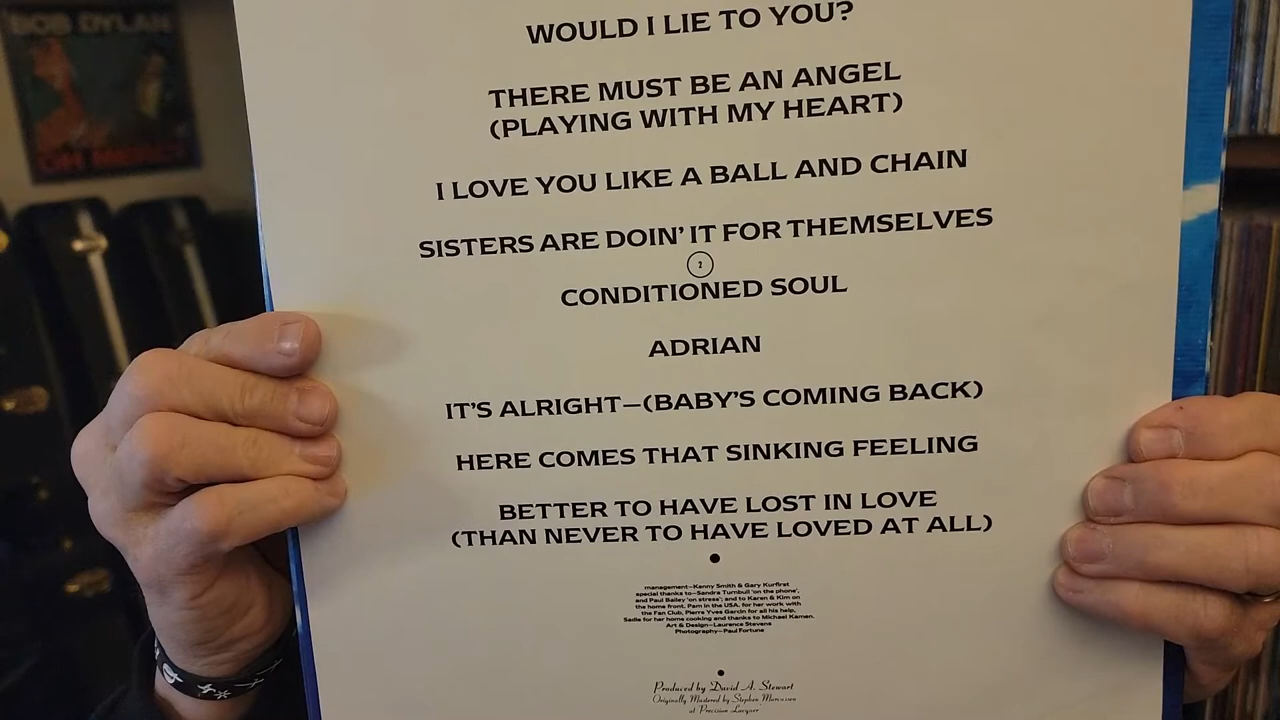 BOB DYLAN
OH MERCY
WOULD I LIE TO YOU?
THERE MUST BE AN ANGEL
(PLAYING WITH MY HEART)
I LOVE YOU LIKE A BALL AND CHAIN
SISTERS ARE DOIN' IT FOR THEMSELVES
2
CONDITIONED SOUL
ADRIAN
IT'S ALRIGHT—(BABY'S COMING BACK)
HERE COMES THAT SINKING FEELING
BETTER TO HAVE LOST IN LOVE
(THAN NEVER TO HAVE LOVED AT ALL)
management—Kenny Smith & Gary Kurfirst
special thanks to—Sandra Turnbull 'on the phone',
and Paul Bailey 'on stress'; and to Karen & Kim on
the home front. Pam in the USA. for her work with
the Fan Club, Pierre Yves Garcin for all his help,
Sadie for her home cooking and thanks to Michael Kamen.
Art & Design—Laurence Stevens
Photography—Paul Fortune
Produced by David A. Stewart
Originally Mastered by Stephen Marcussen
at Precision Lacquer